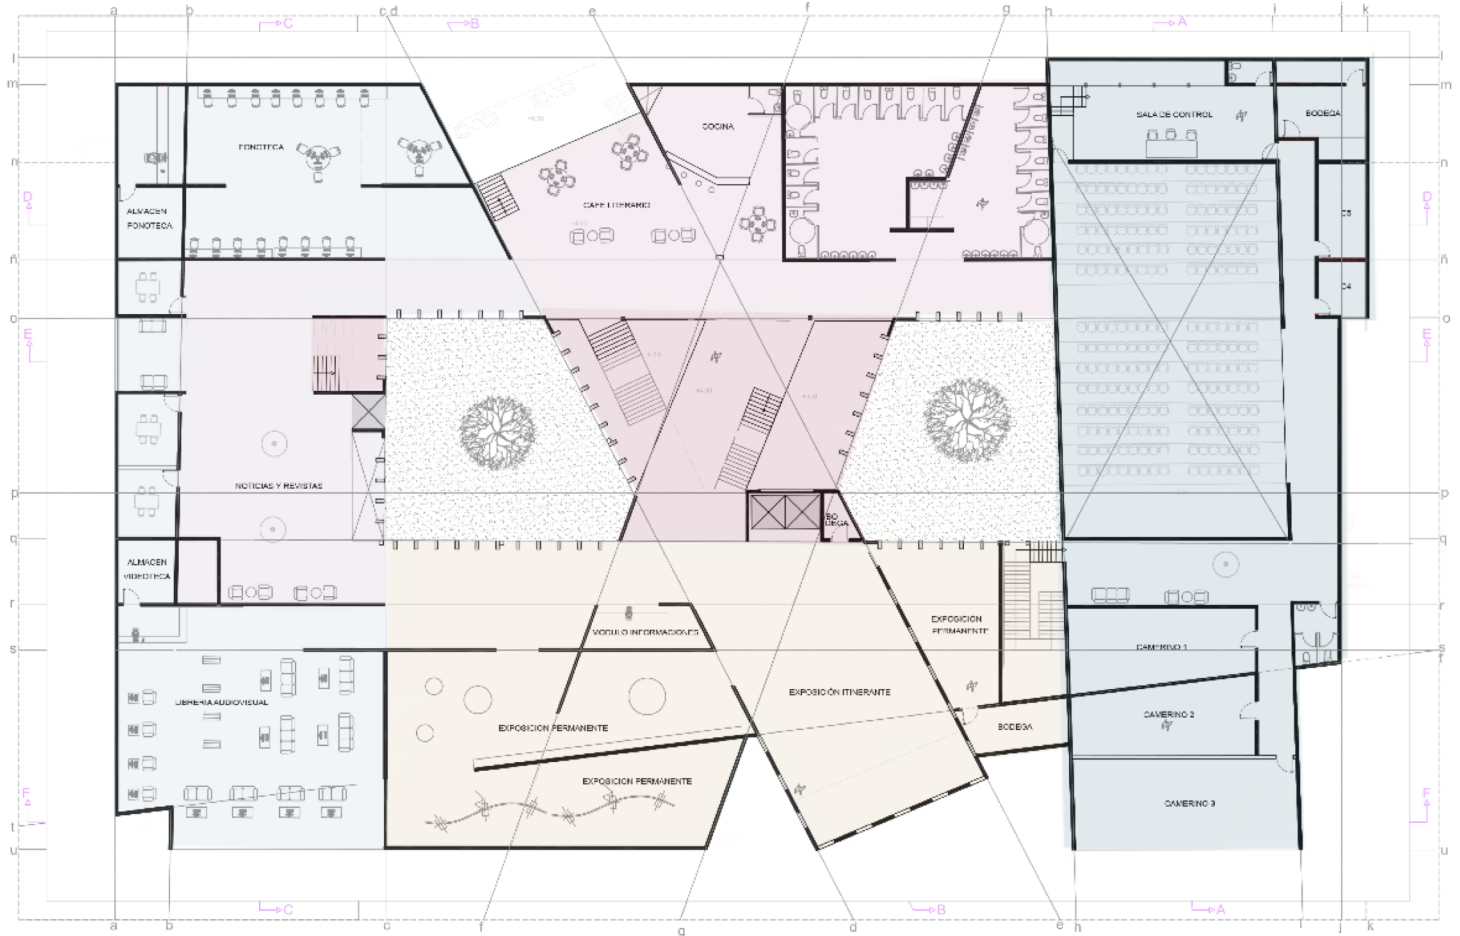 a b C c d B e f g h A i j k
l l
m m
SALA DE CONTROL
BODEGA
COCINA
FONOTECA
n n
D D
CAFE LITERARIO
ALMACEN
FONOTECA
C5
ñ ñ
C4
o o
E E
NOTICIAS Y REVISTAS
p p
BO
DEGA
q q
ALMACEN
VIDEOTECA
r r
EXPOSICION
PERMANENTE
MODULO INFORMACIONES
CAMERINO 1
s s
t
EXPOSICIÓN ITINERANTE
LIBRERIA AUDIOVISUAL
CAMERINO 2
EXPOSICION PERMANENTE
BODEGA
EXPOSICION PERMANENTE
F F
CAMERINO 3
t
u u
C B A
a b c f g d e h i j k